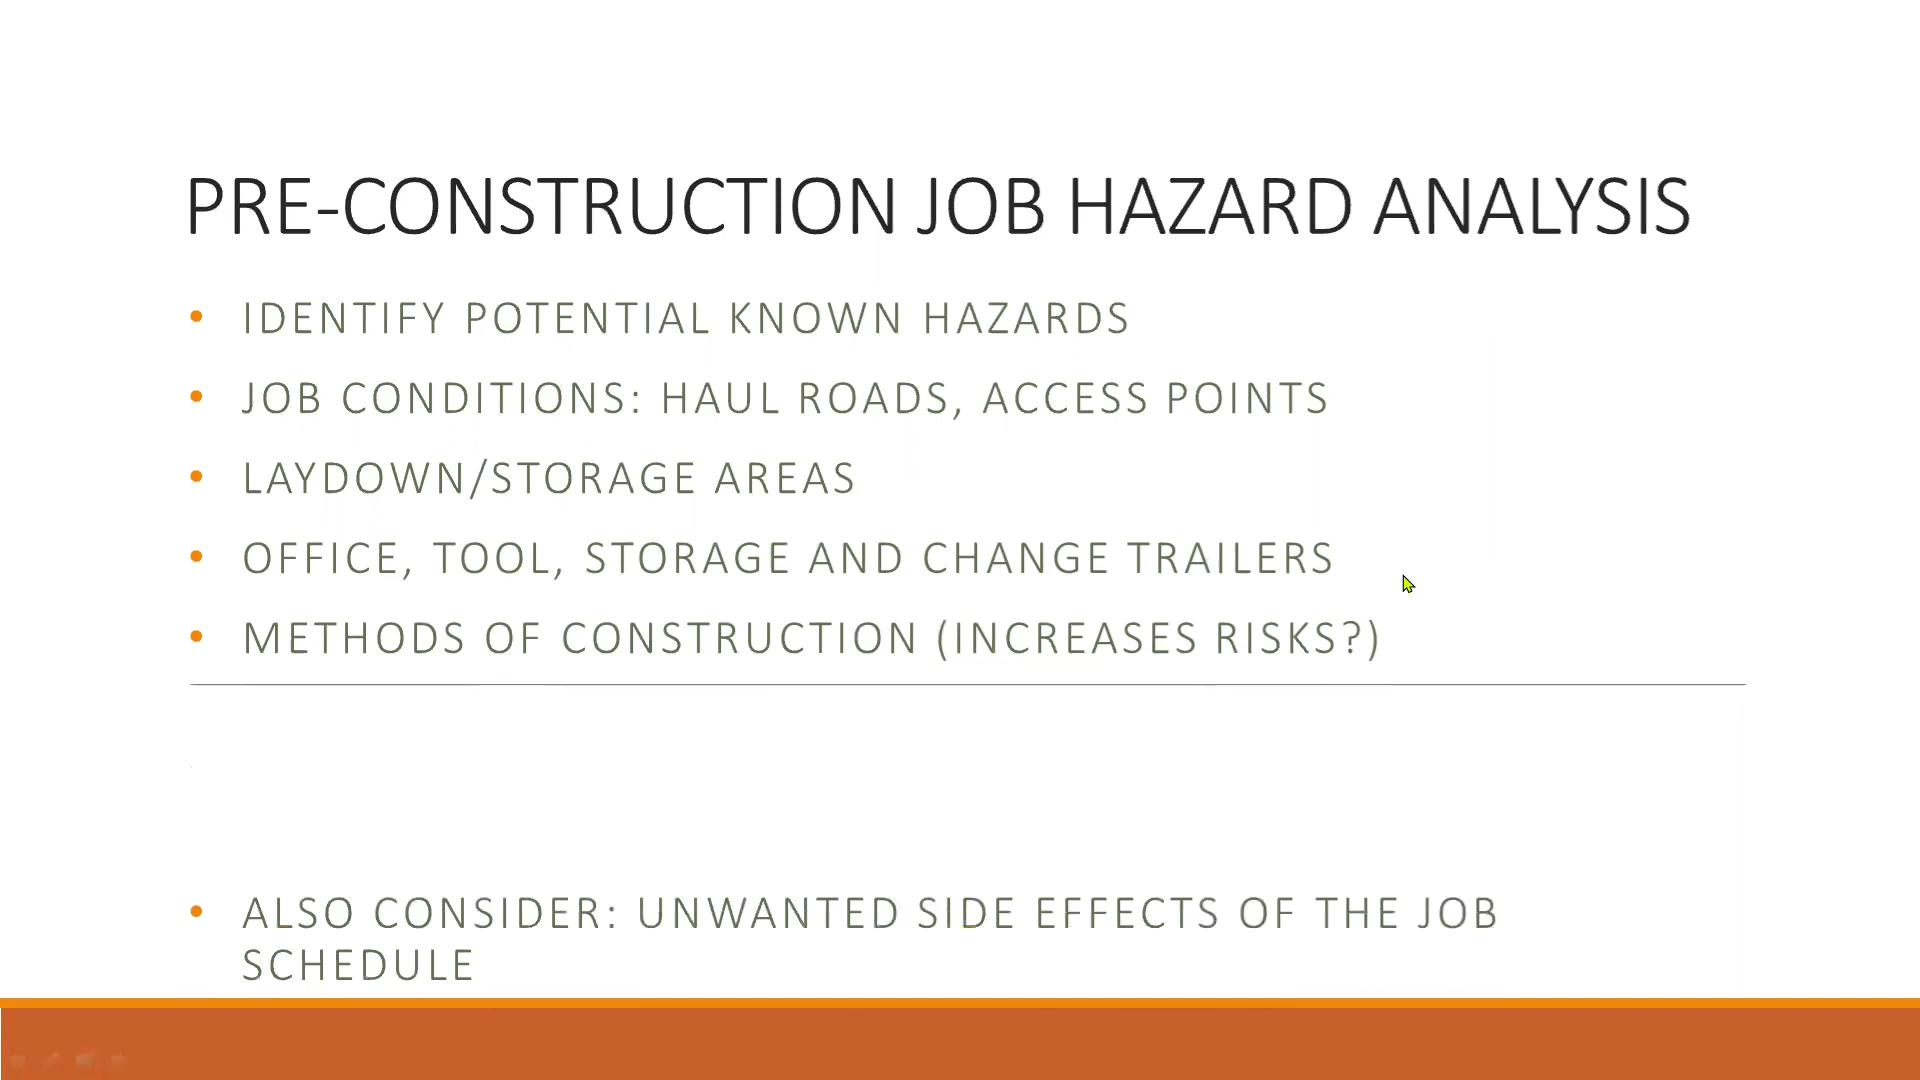 PRE-CONSTRUCTION JOB HAZARD ANALYSIS
• IDENTIFY POTENTIAL KNOWN HAZARDS
• JOB CONDITIONS: HAUL ROADS, ACCESS POINTS
• LAYDOWN/STORAGE AREAS
• OFFICE, TOOL, STORAGE AND CHANGE TRAILERS
• METHODS OF CONSTRUCTION (INCREASES RISKS?)
• ALSO CONSIDER: UNWANTED SIDE EFFECTS OF THE JOB
SCHEDULE